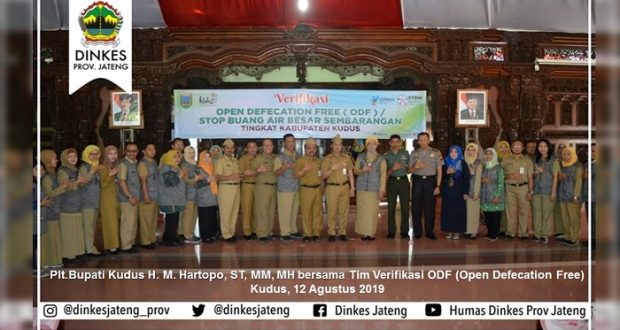 DINKES
PROV. JATENG
Verifikasi
OPEN DEFECATION FREE ( ODF ) /
STOP BUANG AIR BESAR SEMBARANGAN
TINGKAT KABUPATEN KUDUS
Plt.Bupati Kudus H. M. Hartopo, ST, MM, MH bersama Tim Verifikasi ODF (Open Defecation Free)
Kudus, 12 Agustus 2019
@dinkesjateng_prov @dinkesjateng Dinkes Jateng Humas Dinkes Prov Jateng